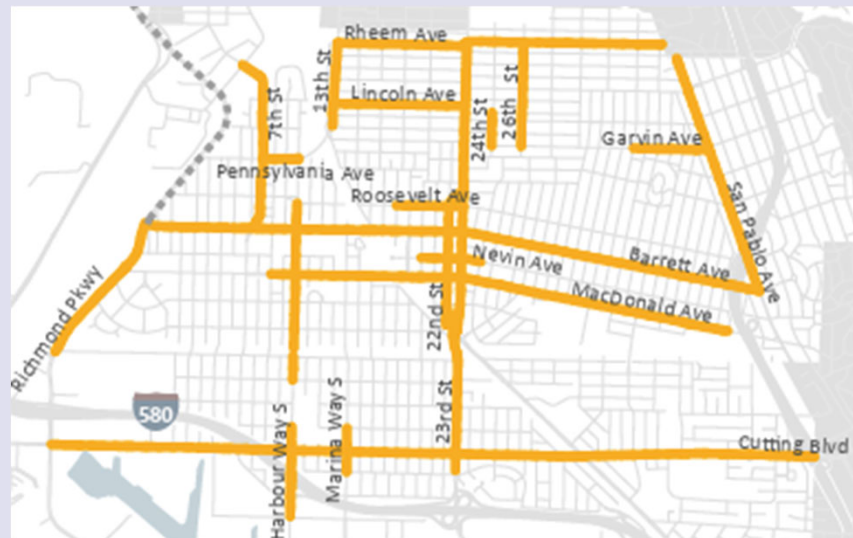 Rheem Ave
13th St
Lincoln Ave
7th St
24th St
26th St
Garvin Ave
Pennsylvania Ave
Roosevelt Ave
San Pablo Ave
Nevin Ave
Barrett Ave
Richmond Pkwy
MacDonald Ave
22nd St
580
23rd St
Harbour Way S
Marina Way S
Cutting Blvd